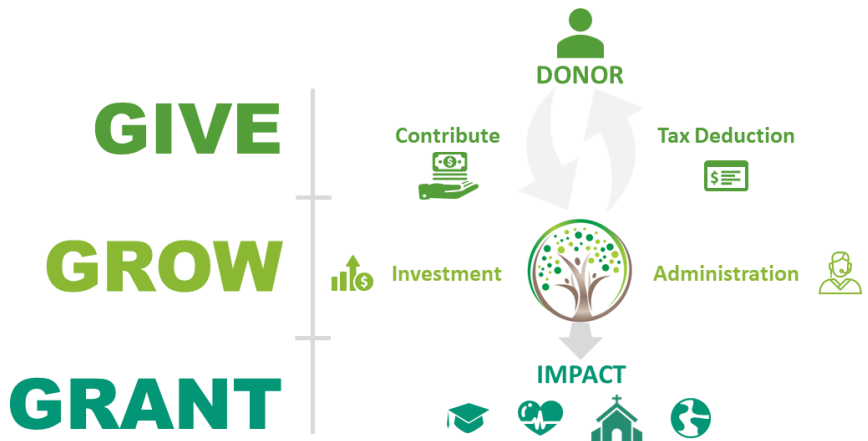 DONOR
GIVE
Contribute
Tax Deduction
GROW
Investment
Administration
IMPACT
GRANT